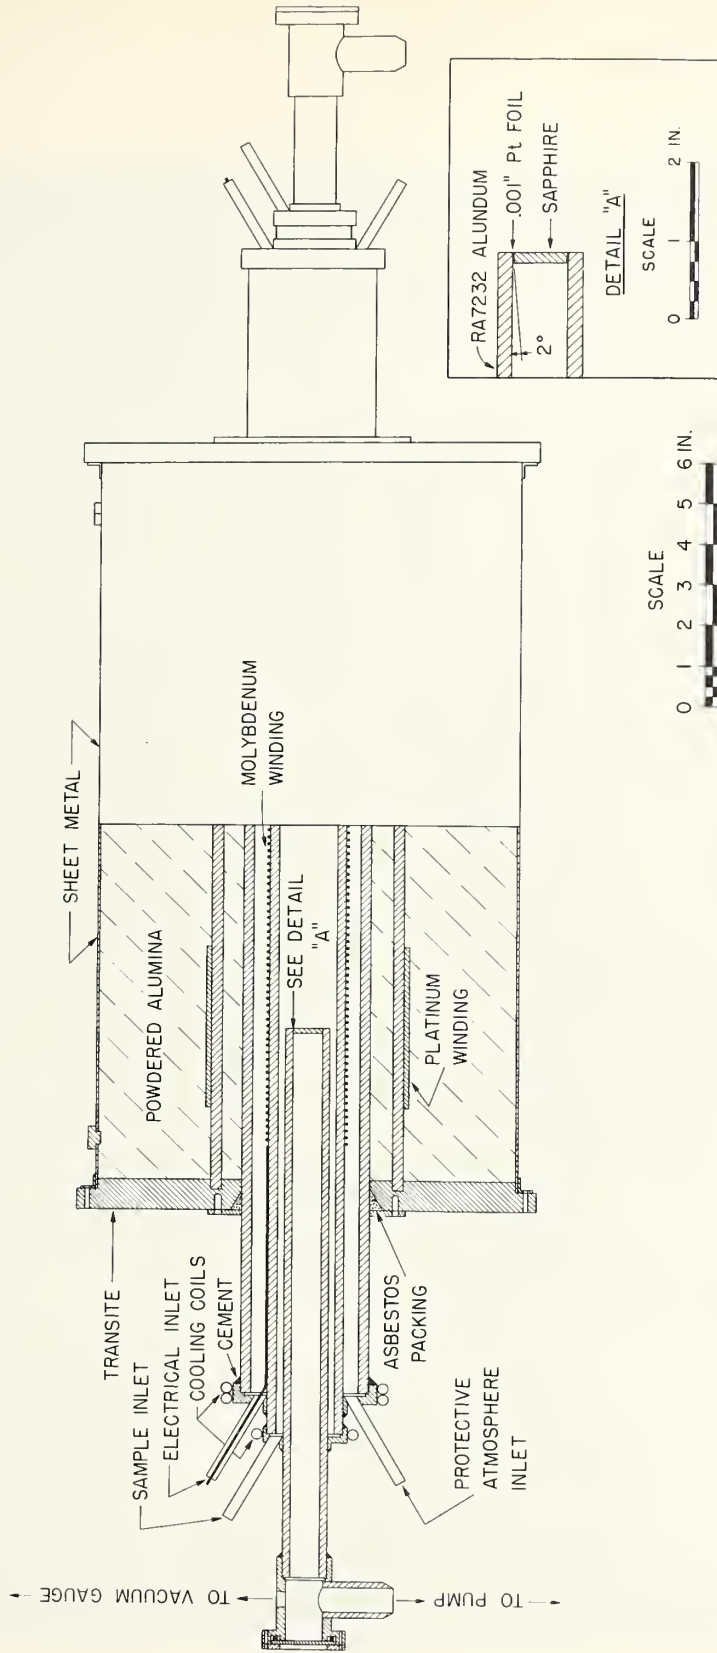 TO VACUUM GAUGE
TO PUMP
SAMPLE INLET
ELECTRICAL INLET
COOLING COILS
CEMENT
TRANSITE
PROTECTIVE
ATMOSPHERE
INLET
ASBESTOS
PACKING
SHEET METAL
POWDERED ALUMINA
MOLYBDENUM
WINDING
SEE DETAIL
"A"
PLATINUM
WINDING
SCALE
0 1 2 3 4 5 6 IN.
RA7232 ALUNDUM
.001" Pt FOIL
SAPPHIRE
2°
DETAIL "A"
SCALE
0 1 2 IN.